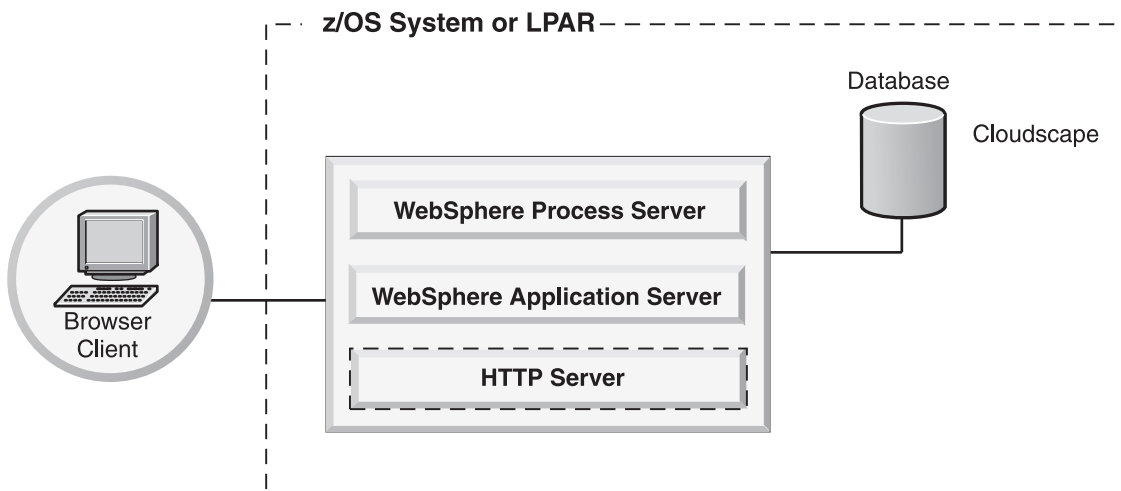 z/OS System or LPAR
Database
Cloudscape
WebSphere Process Server
WebSphere Application Server
HTTP Server
Browser
Client